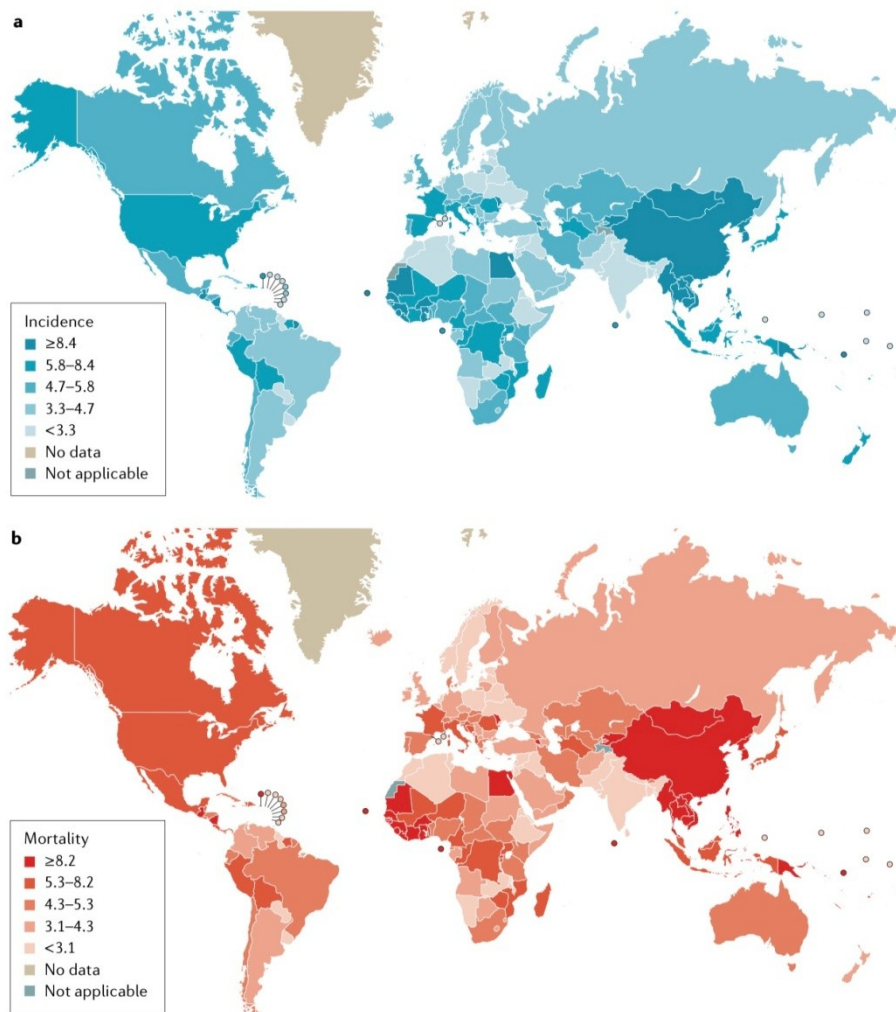 a
Incidence
≥8.4
5.8–8.4
4.7–5.8
3.3–4.7
<3.3
No data
Not applicable
b
Mortality
≥8.2
5.3–8.2
4.3–5.3
3.1–4.3
<3.1
No data
Not applicable